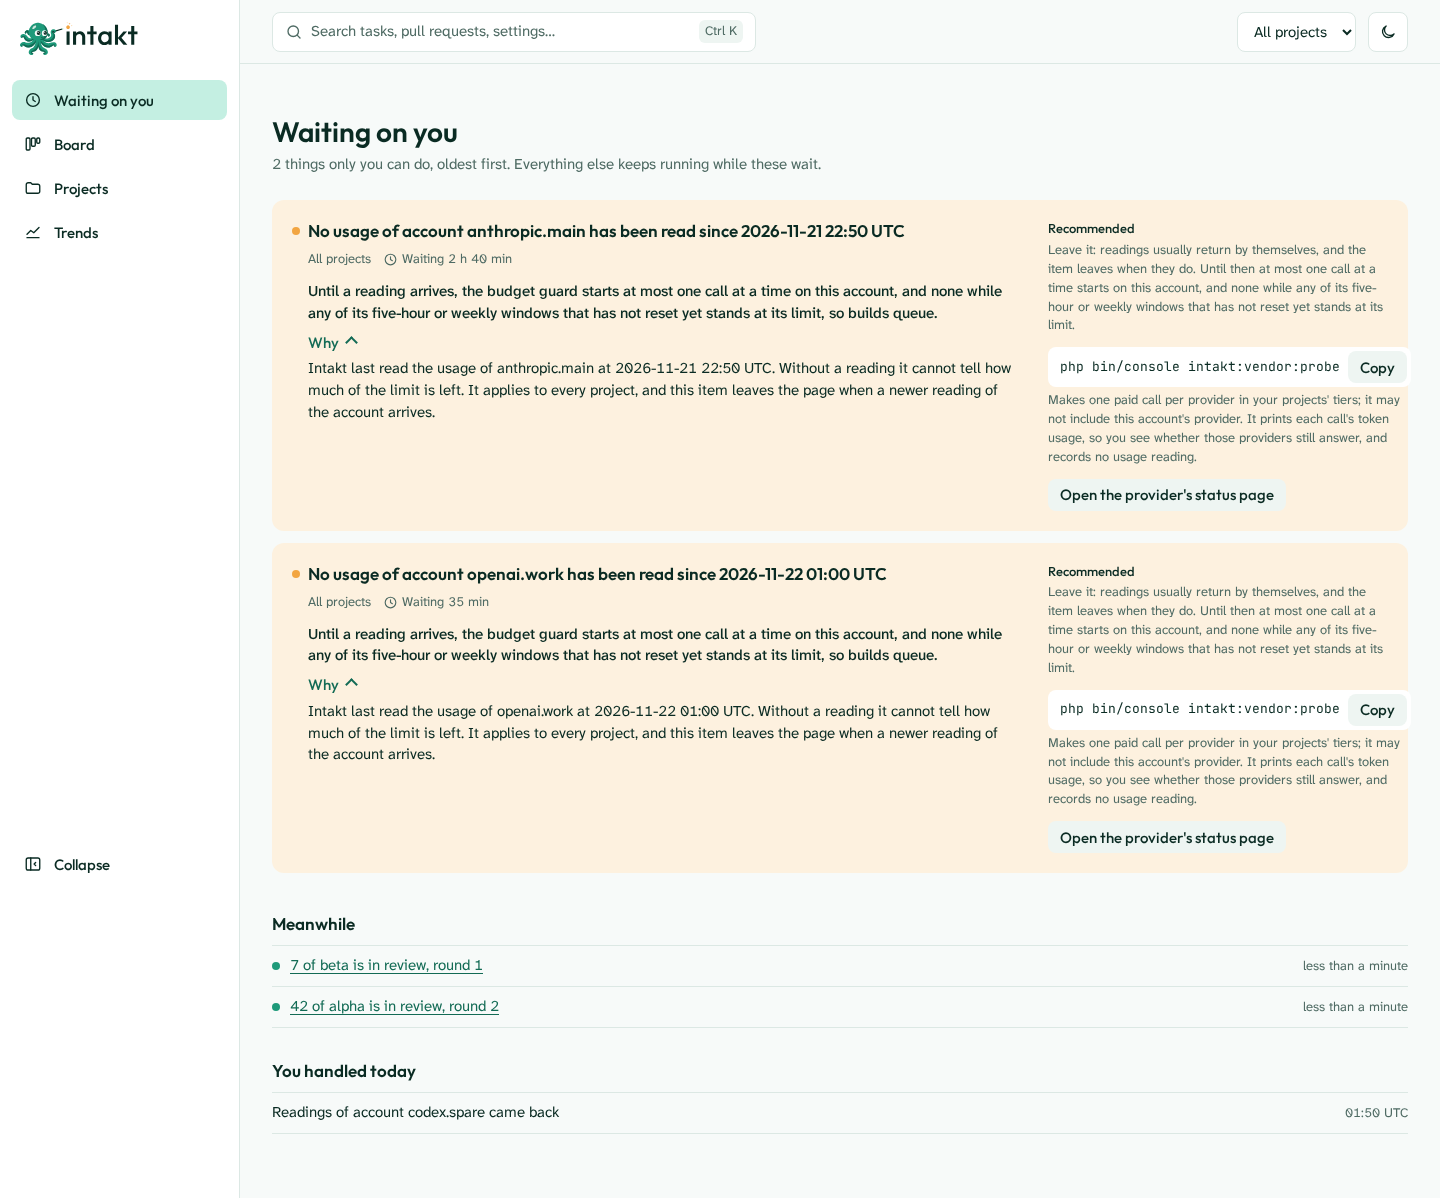 intakt
Search tasks, pull requests, settings...
Ctrl K
All projects
Waiting on you
Board
Projects
Trends
Collapse
Waiting on you
2 things only you can do, oldest first. Everything else keeps running while these wait.
No usage of account anthropic.main has been read since 2026-11-21 22:50 UTC
All projects
Waiting 2 h 40 min
Until a reading arrives, the budget guard starts at most one call at a time on this account, and none while
any of its five-hour or weekly windows that has not reset yet stands at its limit, so builds queue.
Why
Intakt last read the usage of anthropic.main at 2026-11-21 22:50 UTC. Without a reading it cannot tell how
much of the limit is left. It applies to every project, and this item leaves the page when a newer reading of
the account arrives.
Recommended
Leave it: readings usually return by themselves, and the
item leaves when they do. Until then at most one call at a
time starts on this account, and none while any of its five-
hour or weekly windows that has not reset yet stands at its
limit.
php bin/console intakt:vendor:probe
Copy
Makes one paid call per provider in your projects' tiers; it may
not include this account's provider. It prints each call's token
usage, so you see whether those providers still answer, and
records no usage reading.
Open the provider's status page
No usage of account openai.work has been read since 2026-11-22 01:00 UTC
All projects
Waiting 35 min
Until a reading arrives, the budget guard starts at most one call at a time on this account, and none while
any of its five-hour or weekly windows that has not reset yet stands at its limit, so builds queue.
Why
Intakt last read the usage of openai.work at 2026-11-22 01:00 UTC. Without a reading it cannot tell how
much of the limit is left. It applies to every project, and this item leaves the page when a newer reading of
the account arrives.
Recommended
Leave it: readings usually return by themselves, and the
item leaves when they do. Until then at most one call at a
time starts on this account, and none while any of its five-
hour or weekly windows that has not reset yet stands at its
limit.
php bin/console intakt:vendor:probe
Copy
Makes one paid call per provider in your projects' tiers; it may
not include this account's provider. It prints each call's token
usage, so you see whether those providers still answer, and
records no usage reading.
Open the provider's status page
Meanwhile
7 of beta is in review, round 1
less than a minute
42 of alpha is in review, round 2
less than a minute
You handled today
Readings of account codex.spare came back
01:50 UTC